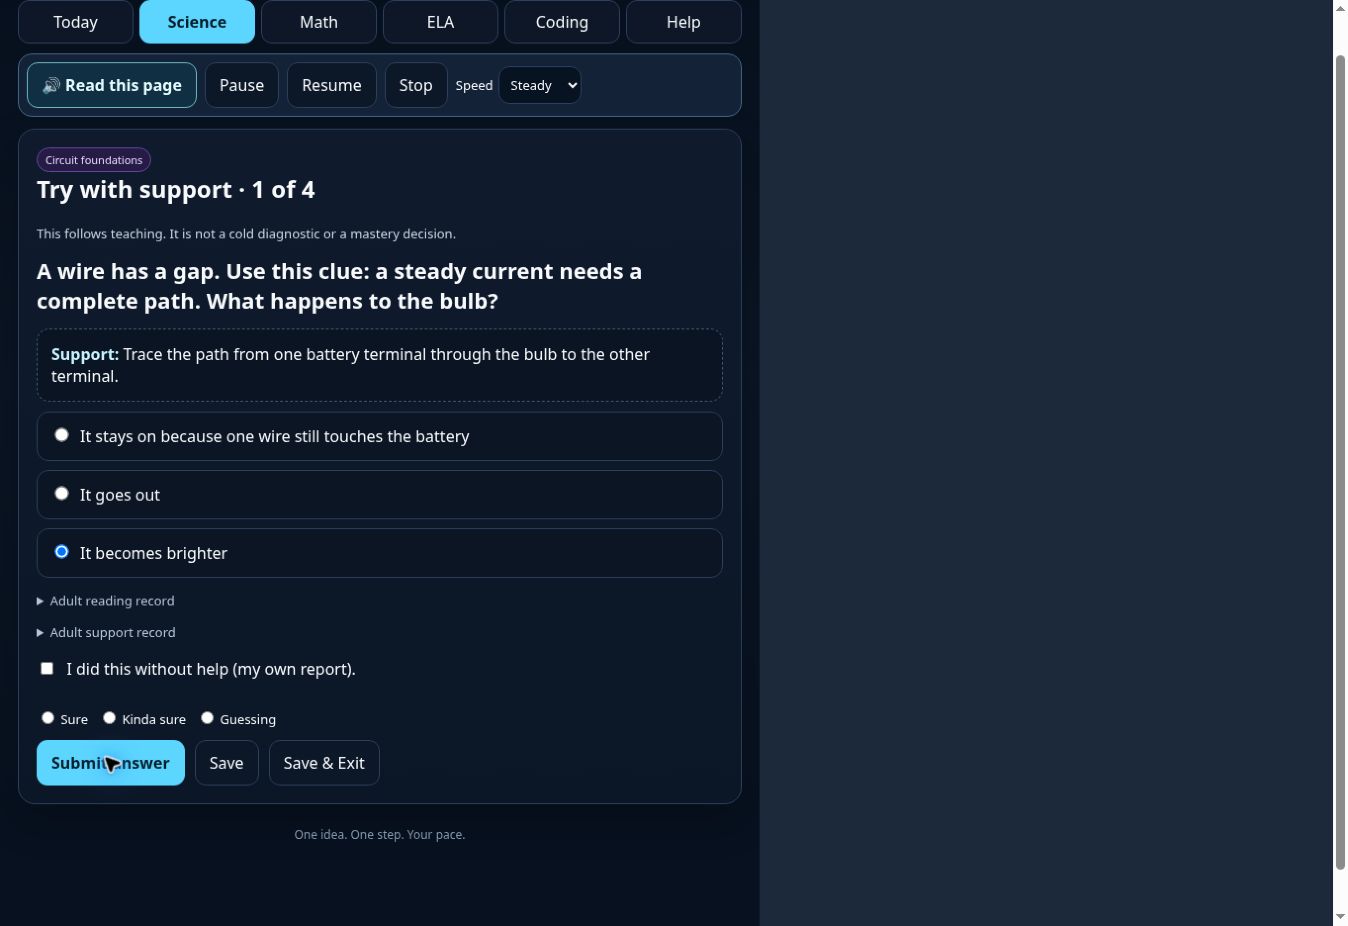 Today Science Math ELA Coding Help
🔊 Read this page Pause Resume Stop Speed Steady
Circuit foundations
Try with support · 1 of 4
This follows teaching. It is not a cold diagnostic or a mastery decision.
A wire has a gap. Use this clue: a steady current needs a
complete path. What happens to the bulb?
Support: Trace the path from one battery terminal through the bulb to the other
terminal.
It stays on because one wire still touches the battery
It goes out
It becomes brighter
Adult reading record
Adult support record
I did this without help (my own report).
Sure Kinda sure Guessing
Submit answer Save Save & Exit
One idea. One step. Your pace.